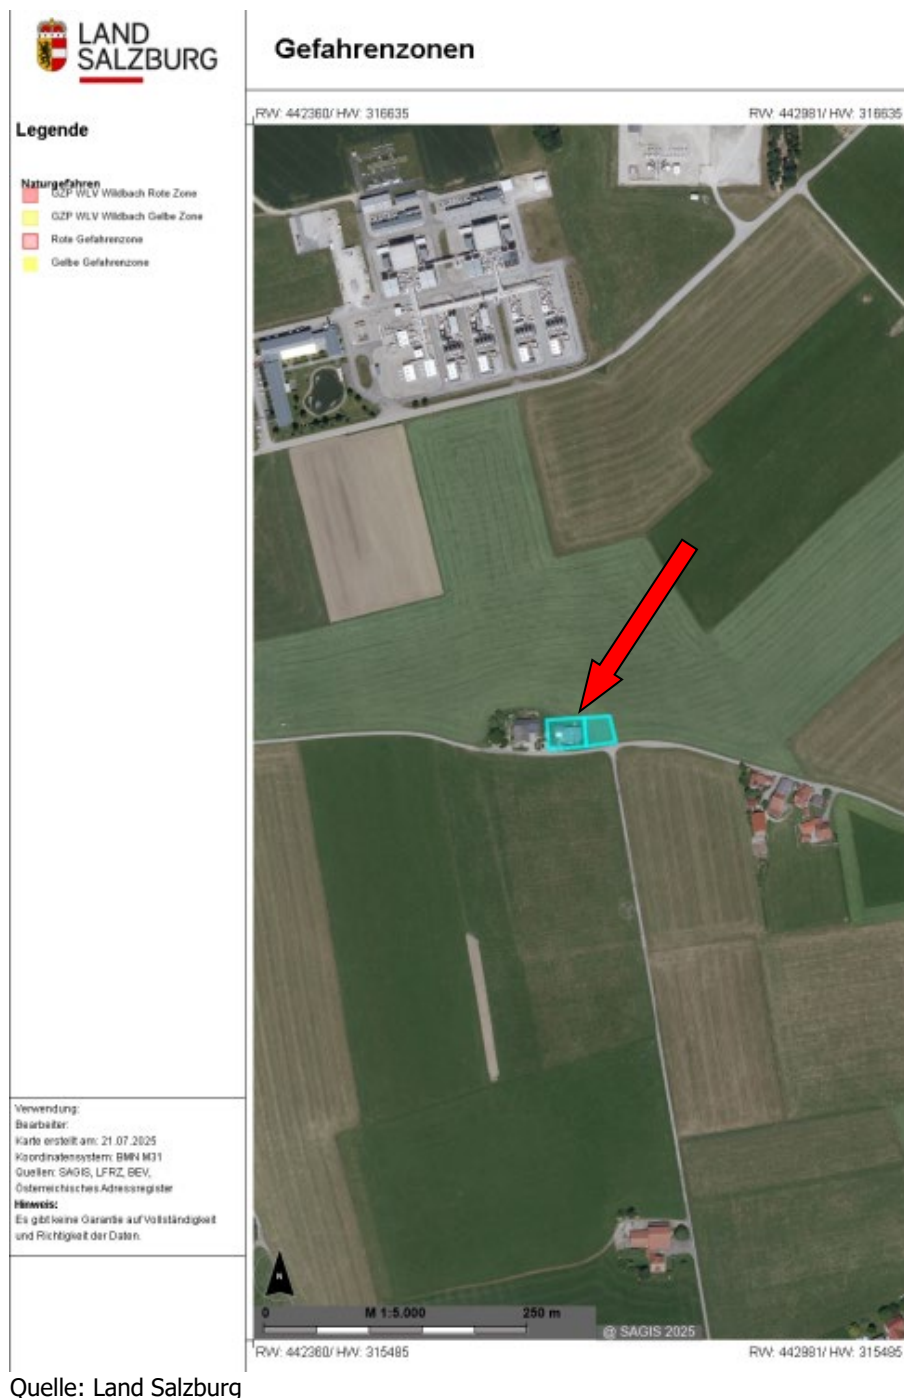 LAND
SALZBURG
Gefahrenzonen
RW: 442360/ HW: 316635
RW: 442981/ HW: 316635
Legende
Naturgefahren
GZP WLV Wildbach Rote Zone
GZP WLV Wildbach Gelbe Zone
Rote Gefahrenzone
Gelbe Gefahrenzone
Verwendung:
Bearbeiter:
Karte erstellt am: 21.07.2025
Koordinatensystem: BMN M31
Quellen: SAGIS, LFRZ, BEV,
Österreichisches Adressregister
Hinweis:
Es gibt keine Garantie auf Vollständigkeit
und Richtigkeit der Daten.
N
0 M 1:5.000 250 m
@ SAGIS 2025
RW: 442360/ HW: 315485
RW: 442981/ HW: 315485
Quelle: Land Salzburg